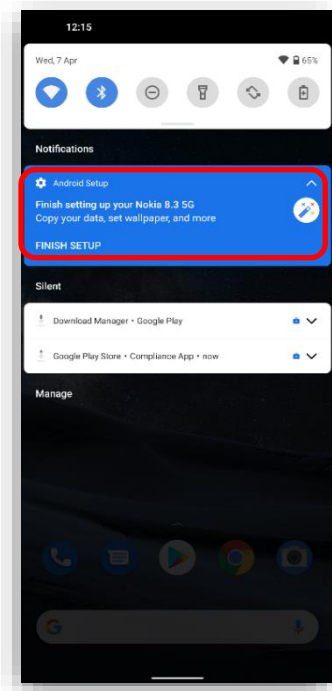 12:15
Wed, 7 Apr 65%
Notifications
Android Setup
Finish setting up your Nokia 8.3 5G
Copy your data, set wallpaper, and more
FINISH SETUP
Silent
Download Manager • Google Play
Google Play Store • Compliance App • now
Manage
G